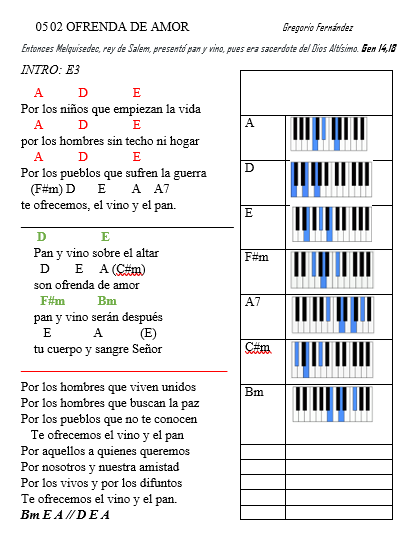 0502 OFRENDA DE AMOR Gregorio Fernández
Entonces Melquisedec, rey de Salem, presentó pan y vino, pues era sacerdote del Dios Altísimo. Gen 14,18
INTRO: E3
A D E
Por los niños que empiezan la vida
A D E
por los hombres sin techo ni hogar
A D E
Por los pueblos que sufren la guerra
(F#m) D E A A7
te ofrecemos, el vino y el pan.
D E
Pan y vino sobre el altar
D E A (C#m)
son ofrenda de amor
F#m Bm
pan y vino serán después
E A (E)
tu cuerpo y sangre Señor
Por los hombres que viven unidos
Por los hombres que buscan la paz
Por los pueblos que no te conocen
Te ofrecemos el vino y el pan
Por aquellos a quienes queremos
Por nosotros y nuestra amistad
Por los vivos y por los difuntos
Te ofrecemos el vino y el pan.
Bm E A // D E A
A
D
E
F#m
A7
C#m
Bm